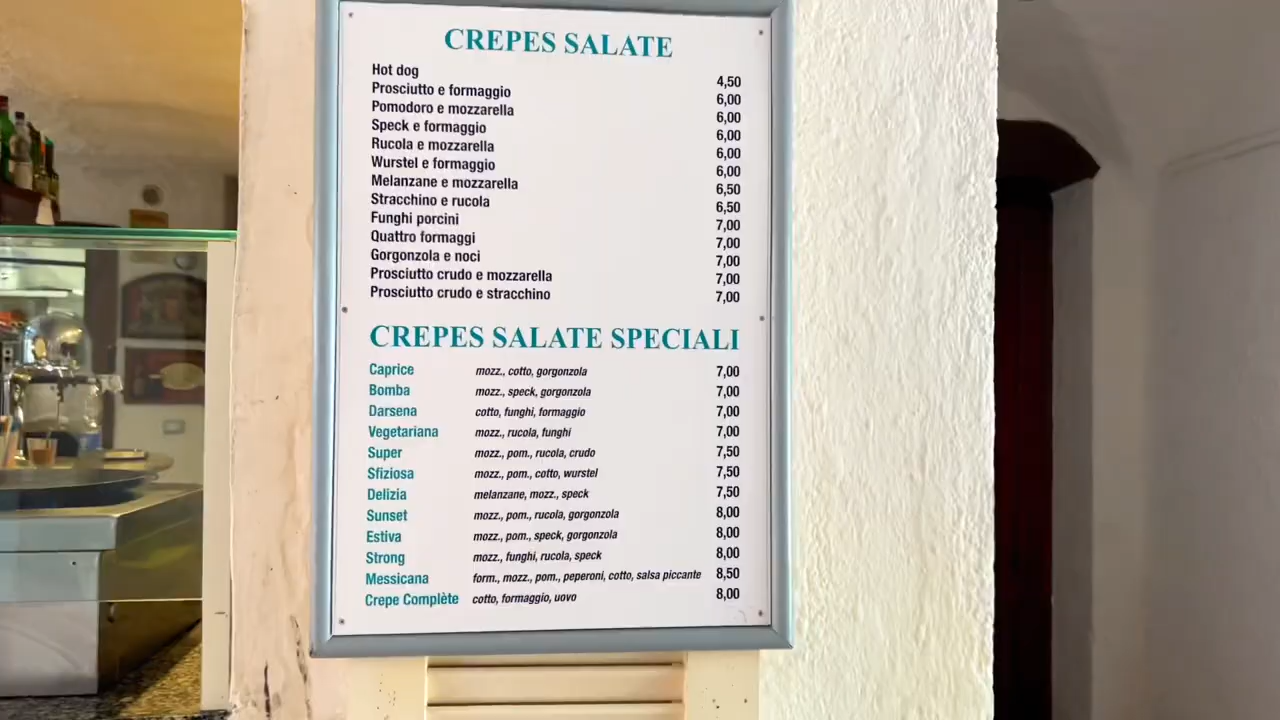 CREPES SALATE
Hot dog 4,50
Prosciutto e formaggio 6,00
Pomodoro e mozzarella 6,00
Speck e formaggio 6,00
Rucola e mozzarella 6,00
Wurstel e formaggio 6,00
Melanzane e mozzarella 6,50
Stracchino e rucola 6,50
Funghi porcini 7,00
Quattro formaggi 7,00
Gorgonzola e noci 7,00
Prosciutto crudo e mozzarella 7,00
Prosciutto crudo e stracchino 7,00
CREPES SALATE SPECIALI
Caprice mozz., cotto, gorgonzola 7,00
Bomba mozz., speck, gorgonzola 7,00
Darsena cotto, funghi, formaggio 7,00
Vegetariana mozz., rucola, funghi 7,00
Super mozz., pom., rucola, crudo 7,50
Sfiziosa mozz., pom., cotto, wurstel 7,50
Delizia melanzane, mozz., speck 7,50
Sunset mozz., pom., rucola, gorgonzola 8,00
Estiva mozz., pom., speck, gorgonzola 8,00
Strong mozz., funghi, rucola, speck 8,00
Messicana form., mozz., pom., peperoni, cotto, salsa piccante 8,50
Crepe Complète cotto, formaggio, uovo 8,00